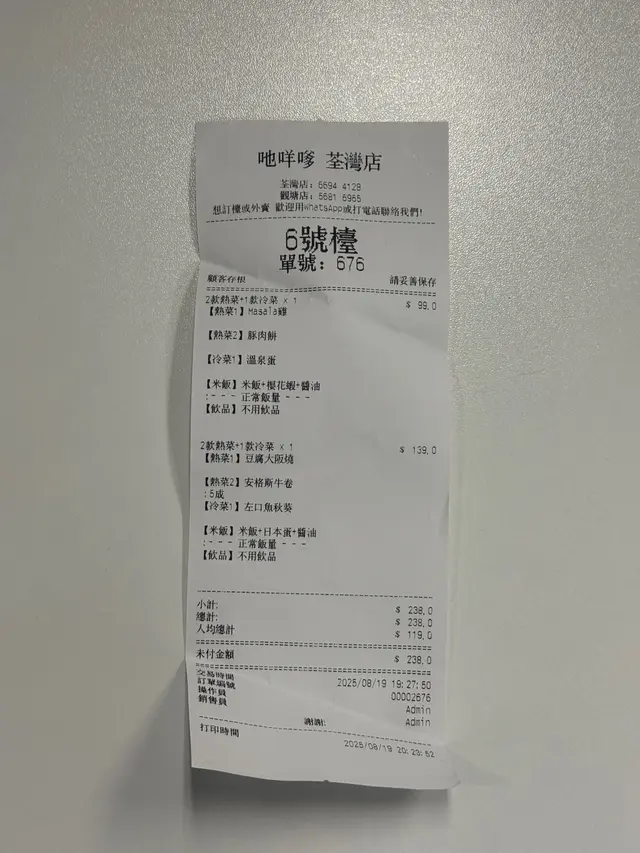 吔咩嗲 荃灣店
荃灣店: 6694 4128
觀塘店: 5681 6965
想訂檯或外賣 歡迎用WhatsApp或打電話聯絡我們!
6號檯
單號: 676
顧客存根 請妥善保存
2款熱菜+1款冷菜 x 1 $ 99.0
【熱菜1】Masala雞
【熱菜2】豚肉餅
【冷菜1】溫泉蛋
【米飯】米飯+櫻花蝦+醬油
:--- 正常飯量 ---
【飲品】不用飲品
2款熱菜+1款冷菜 x 1 $ 139.0
【熱菜1】豆腐大阪燒
【熱菜2】安格斯牛卷
:5成
【冷菜1】左口魚秋葵
【米飯】米飯+日本蛋+醬油
:--- 正常飯量 ---
【飲品】不用飲品
小計: $ 238.0
總計: $ 238.0
人均總計 $ 119.0
未付金額 $ 238.0
交易時間 2025/08/19 19:27:50
訂單編號 00002676
操作員 Admin
銷售員 Admin
謝謝!
打印時間 2025/08/19 20:23:52